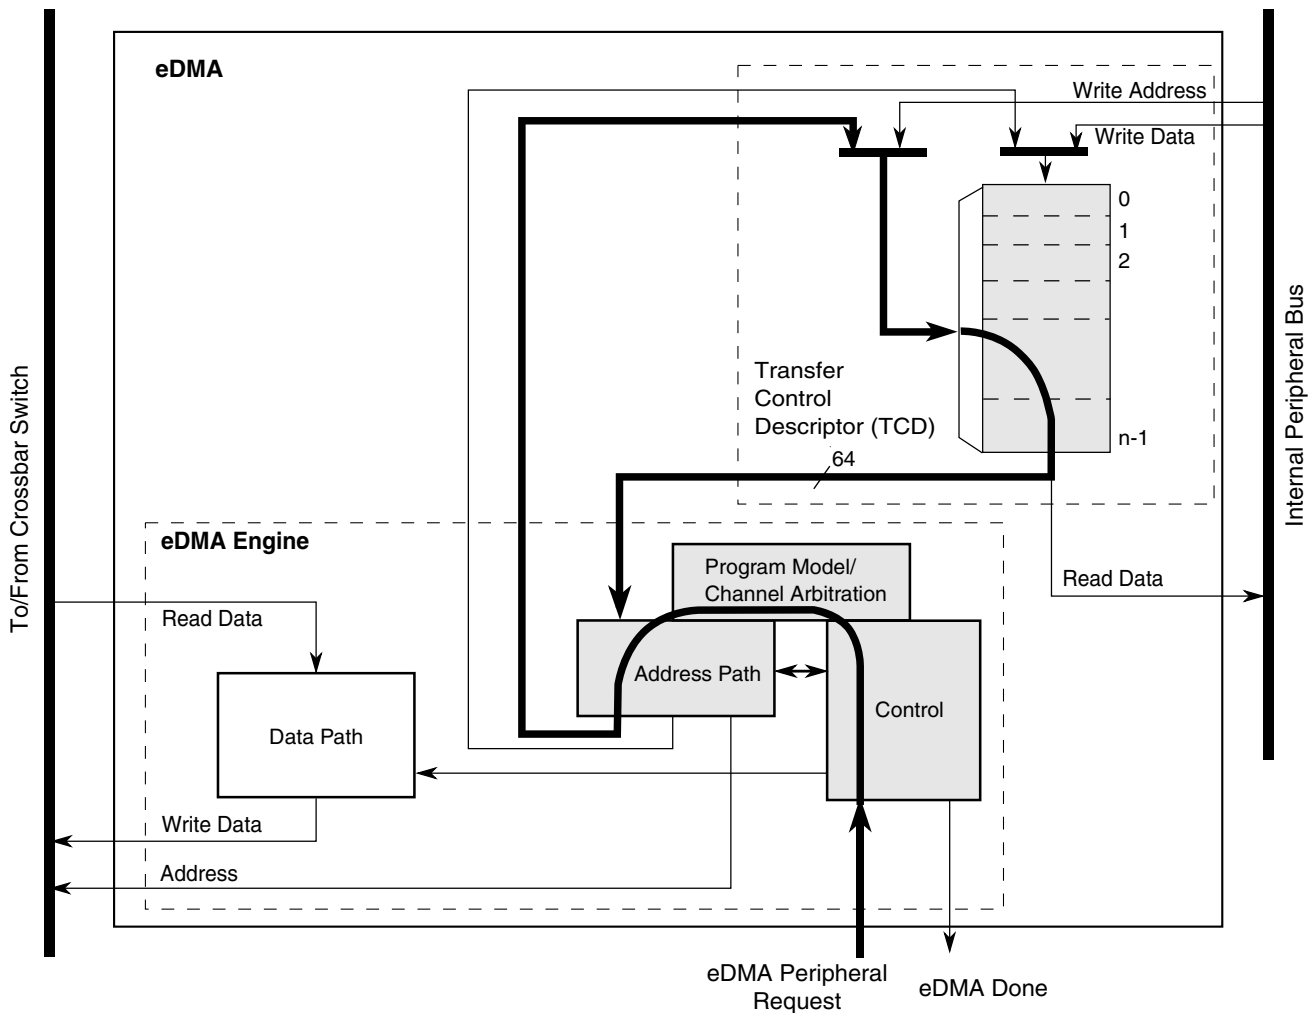 eDMA
Write Address
Write Data
0
1
2
n-1
Transfer
Control
Descriptor (TCD)
64
Internal Peripheral Bus
To/From Crossbar Switch
eDMA Engine
Program Model/
Channel Arbitration
Read Data
Read Data
Address Path
Control
Data Path
Write Data
Address
eDMA Peripheral
Request
eDMA Done